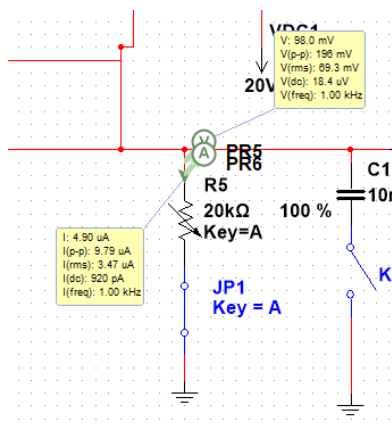 VDC1
20V
V: 98.0 mV
V(p-p): 196 mV
V(rms): 69.3 mV
V(dc): 18.4 uV
V(freq): 1.00 kHz
V
A
PR5
PR6
R5
20kΩ
100 %
Key=A
C1
10n
I: 4.90 uA
I(p-p): 9.79 uA
I(rms): 3.47 uA
I(dc): 920 pA
I(freq): 1.00 kHz
JP1
Key = A
K